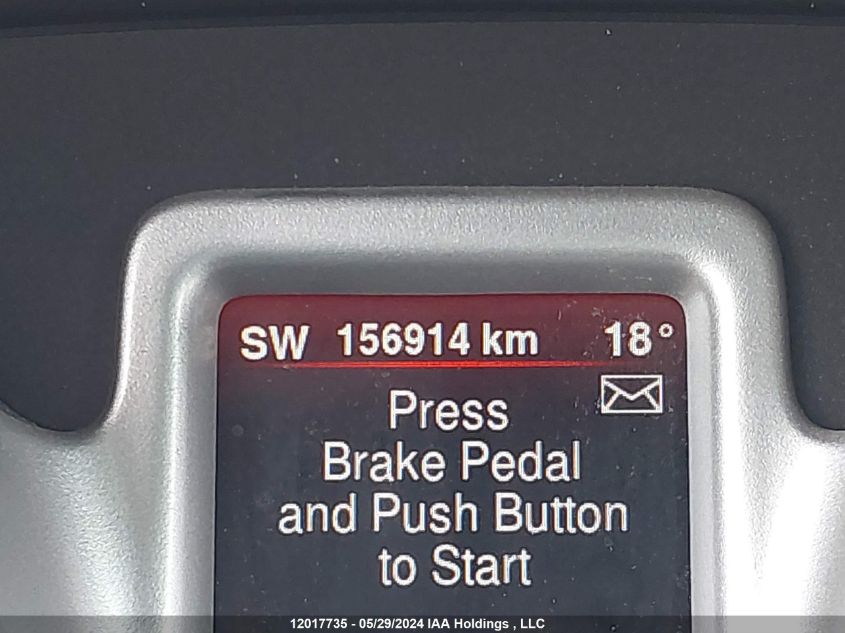 SW 156914 km 18°
Press
Brake Pedal
and Push Button
to Start
12017735 - 05/29/2024 IAA Holdings , LLC